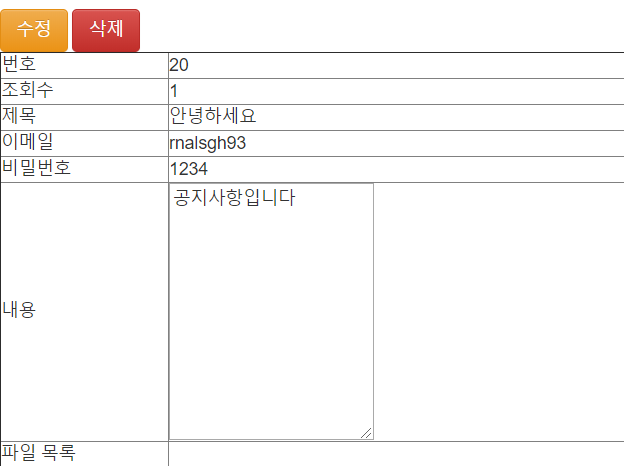 수정 삭제
번호 20
조회수 1
제목 안녕하세요
이메일 rnalsgh93
비밀번호 1234
내용 공지사항입니다
파일 목록